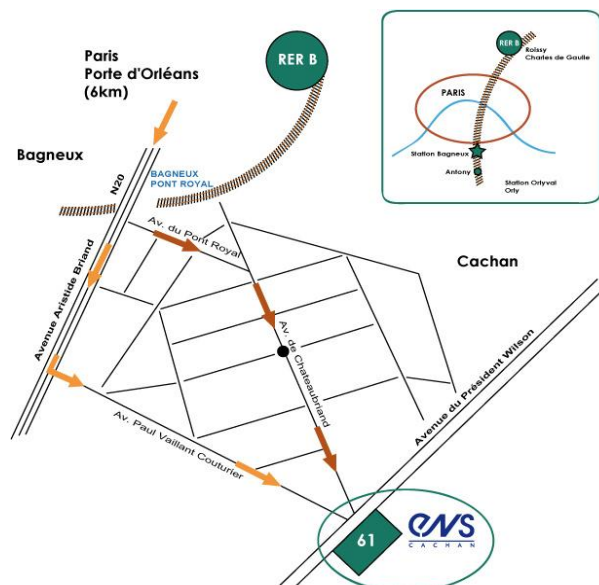 Paris
Porte d'Orléans
(6km)
RER B
Bagneux
N20
BAGNEUX
PONT ROYAL
Av. du Pont Royal
Avenue Aristide Briand
Av. de Chateaubriand
Av. Paul Vaillant Couturier
Cachan
Avenue du Président Wilson
61
ens
CACHAN
RER B
Roissy
Charles de Gaulle
PARIS
Station Bagneux
Antony
Station Orlyval
Orly